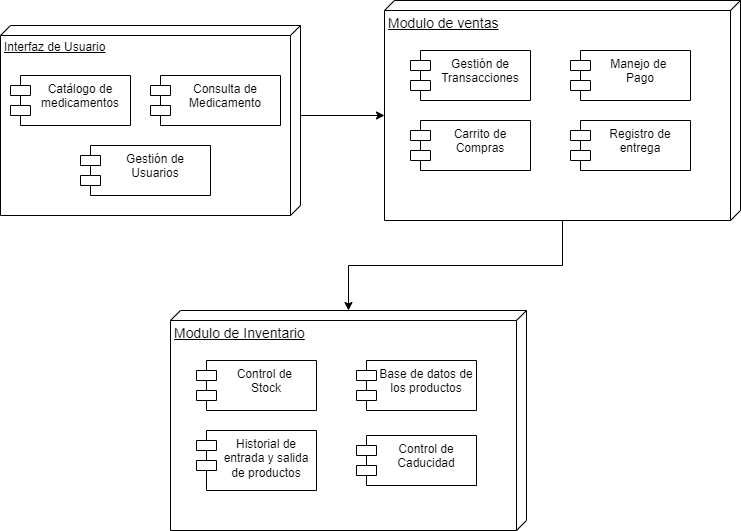 Interfaz de Usuario
Catálogo de
medicamentos
Consulta de
Medicamento
Gestión de
Usuarios
Modulo de ventas
Gestión de
Transacciones
Manejo de
Pago
Carrito de
Compras
Registro de
entrega
Modulo de Inventario
Control de
Stock
Base de datos de
los productos
Historial de
entrada y salida
de productos
Control de
Caducidad